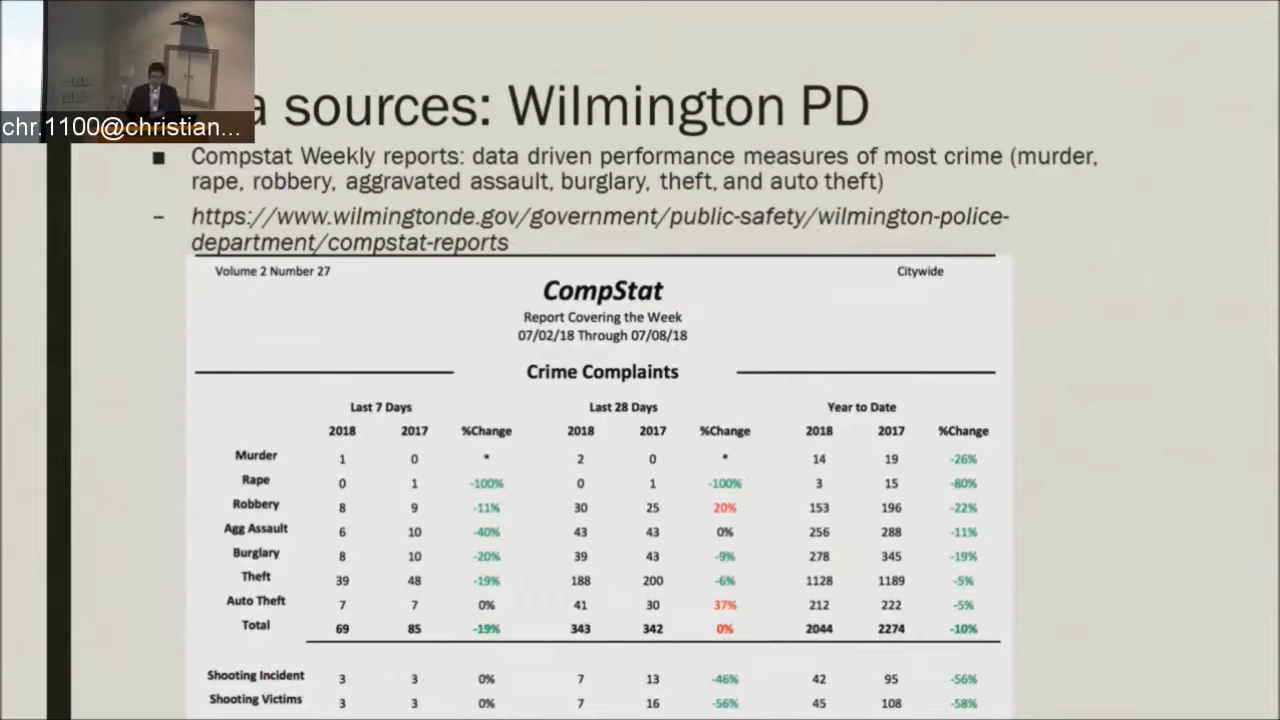 a sources: Wilmington PD
chr.1100@christian...
■ Compstat Weekly reports: data driven performance measures of most crime (murder,
rape, robbery, aggravated assault, burglary, theft, and auto theft)
– https://www.wilmingtonde.gov/government/public-safety/wilmington-police-
department/compstat-reports
Volume 2 Number 27 Citywide
CompStat
Report Covering the Week
07/02/18 Through 07/08/18
Crime Complaints
Last 7 Days Last 28 Days Year to Date
2018 2017 %Change 2018 2017 %Change 2018 2017 %Change
Murder 1 0 * 2 0 * 14 19 -26%
Rape 0 1 -100% 0 1 -100% 3 15 -80%
Robbery 8 9 -11% 30 25 20% 153 196 -22%
Agg Assault 6 10 -40% 43 43 0% 256 288 -11%
Burglary 8 10 -20% 39 43 -9% 278 345 -19%
Theft 39 48 -19% 188 200 -6% 1128 1189 -5%
Auto Theft 7 7 0% 41 30 37% 212 222 -5%
Total 69 85 -19% 343 342 0% 2044 2274 -10%
Shooting Incident 3 3 0% 7 13 -46% 42 95 -56%
Shooting Victims 3 3 0% 7 16 -56% 45 108 -58%